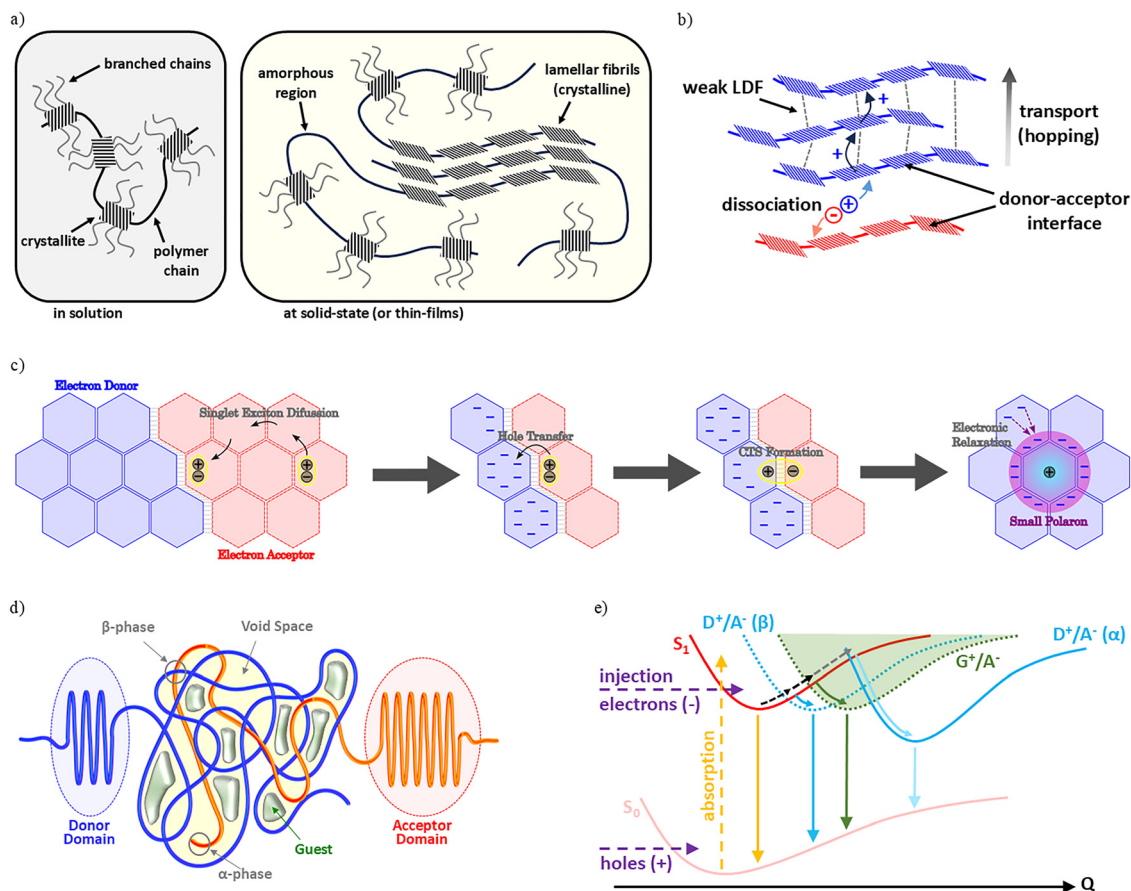 a)
branched chains
crystallite
polymer
chain
in solution
amorphous
region
lamellar fibrils
(crystalline)
at solid-state (or thin-films)
b)
weak LDF
+
+
transport
(hopping)
dissociation
- +
donor-acceptor
interface
c)
Electron Donor
Singlet Exciton Difussion
+ +
- -
Electron Acceptor
Hole Transfer
+
-
CTS Formation
+ -
Electronic
Relaxation
+
Small Polaron
d)
β-phase
Void Space
Donor
Domain
α-phase
Guest
Acceptor
Domain
e)
S1
D+/A- (β)
D+/A- (α)
G+/A-
injection
electrons (-)
absorption
S0
holes (+)
Q